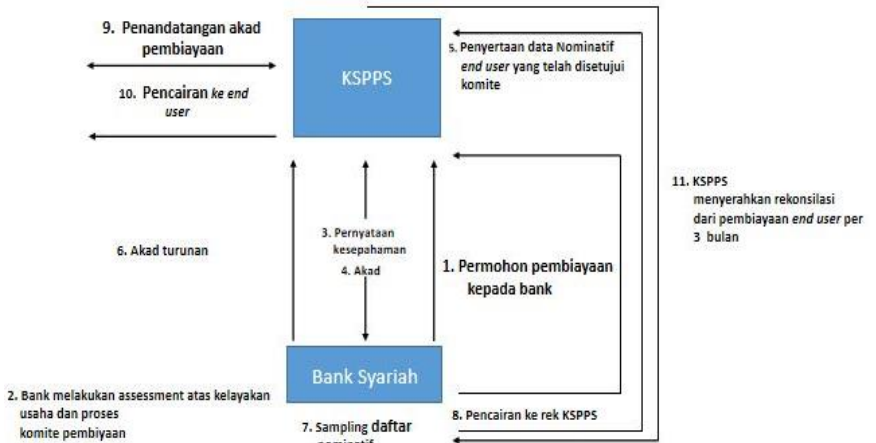 9. Penandatangan akad
pembiayaan
10. Pencairan ke end
user
KSPPS
5. Penyertaan data Nominatif
end user yang telah disetujui
komite
11. KSPPS
menyerahkan rekonsilasi
dari pembiayaan end user per
3 bulan
6. Akad turunan
3. Pernyataan
kesepahaman
4. Akad
1. Permohon pembiayaan
kepada bank
Bank Syariah
2. Bank melakukan assessment atas kelayakan
usaha dan proses
komite pembiyaan
7. Sampling daftar
8. Pencairan ke rek KSPPS